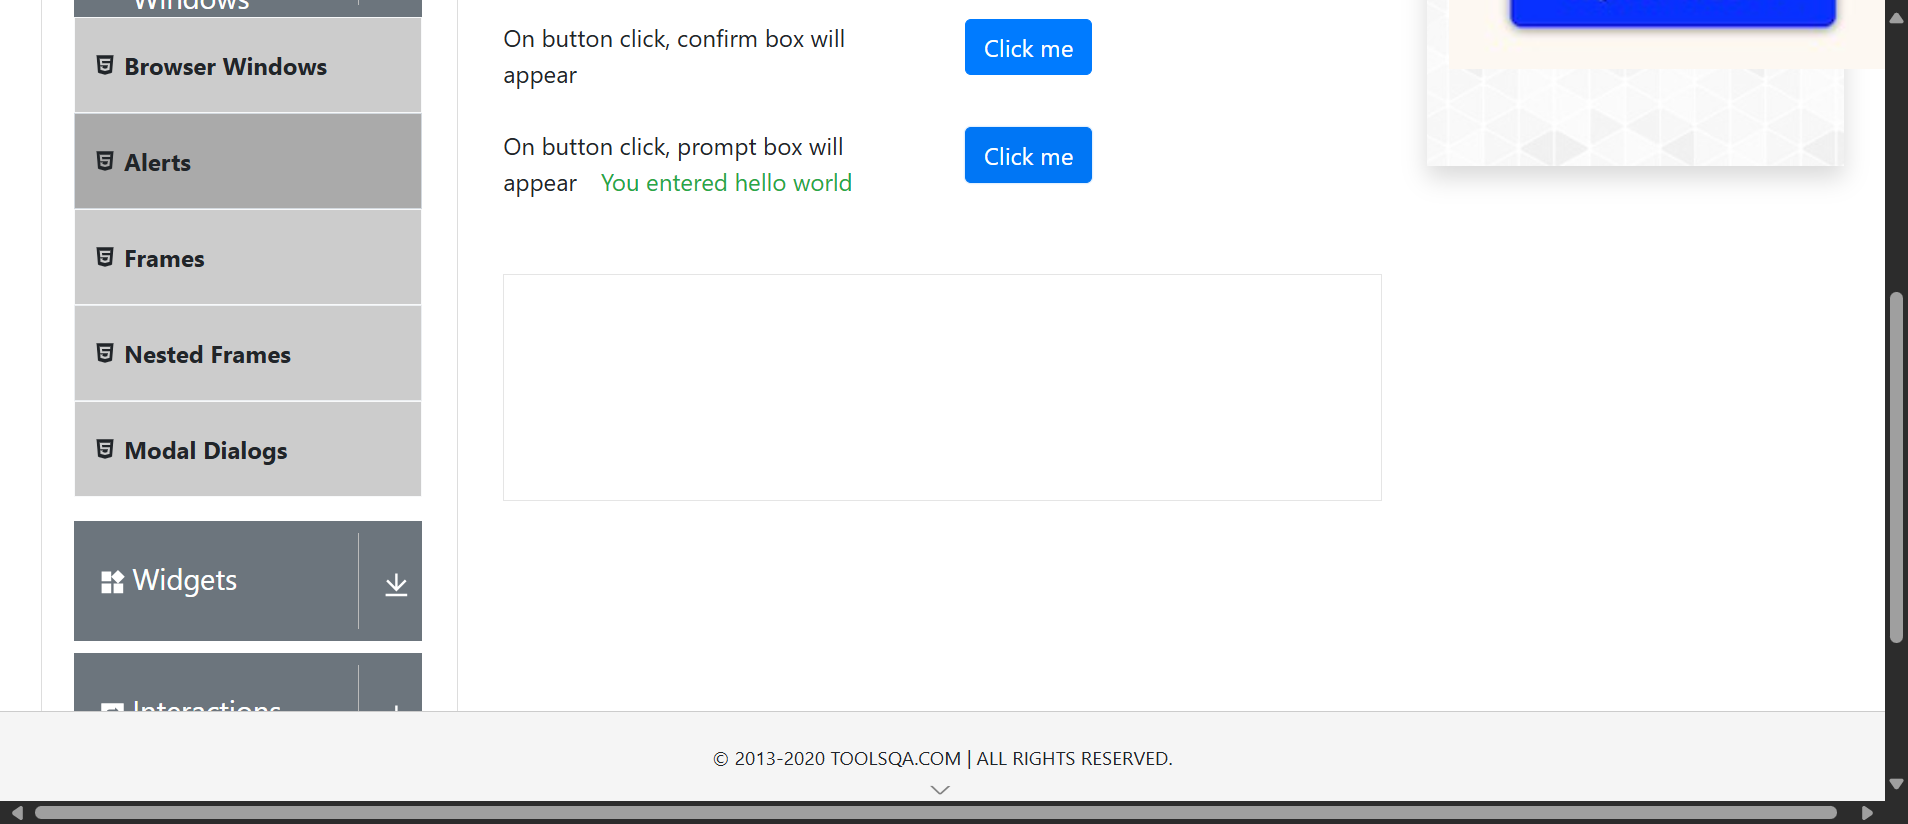 Windows
Browser Windows
Alerts
Frames
Nested Frames
Modal Dialogs
Widgets
Interactions
On button click, confirm box will
appear
Click me
On button click, prompt box will
appear You entered hello world
Click me
© 2013-2020 TOOLSQA.COM | ALL RIGHTS RESERVED.